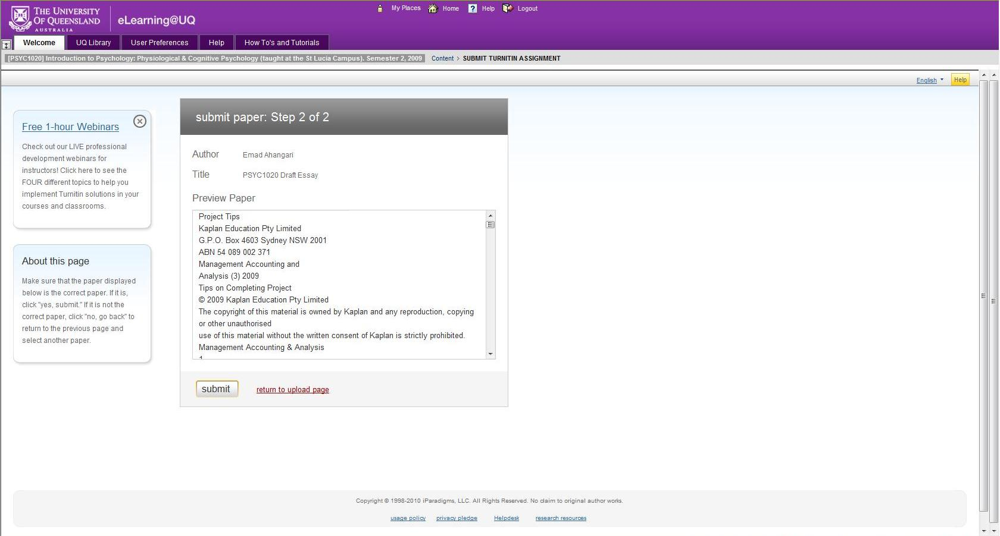 THE UNIVERSITY
OF QUEENSLAND
AUSTRALIA
eLearning@UQ
My Places
Home
? Help
Logout
Welcome
UQ Library
User Preferences
Help
How To's and Tutorials
[PSYC1020] Introduction to Psychology: Physiological & Cognitive Psychology (taught at the St Lucia Campus). Semester 2, 2009
Content > SUBMIT TURNITIN ASSIGNMENT
English
Help
Free 1-hour Webinars
Check out our LIVE professional
development webinars for
instructors! Click here to see the
FOUR different topics to help you
implement Turnitin solutions in your
courses and classrooms.
About this page
Make sure that the paper displayed
below is the correct paper. If it is,
click "yes, submit." If it is not the
correct paper, click "no, go back" to
return to the previous page and
select another paper.
submit paper: Step 2 of 2
Author Emad Ahangari
Title PSYC1020 Draft Essay
Preview Paper
Project Tips
Kaplan Education Pty Limited
G.P.O. Box 4603 Sydney NSW 2001
ABN 54 089 002 371
Management Accounting and
Analysis (3) 2009
Tips on Completing Project
© 2009 Kaplan Education Pty Limited
The copyright of this material is owned by Kaplan and any reproduction, copying
or other unauthorised
use of this material without the written consent of Kaplan is strictly prohibited.
Management Accounting & Analysis
1
submit
return to upload page
Copyright © 1998-2010 iParadigms, LLC. All Rights Reserved. No claim to original author works.
usage policy privacy pledge Helpdesk research resources